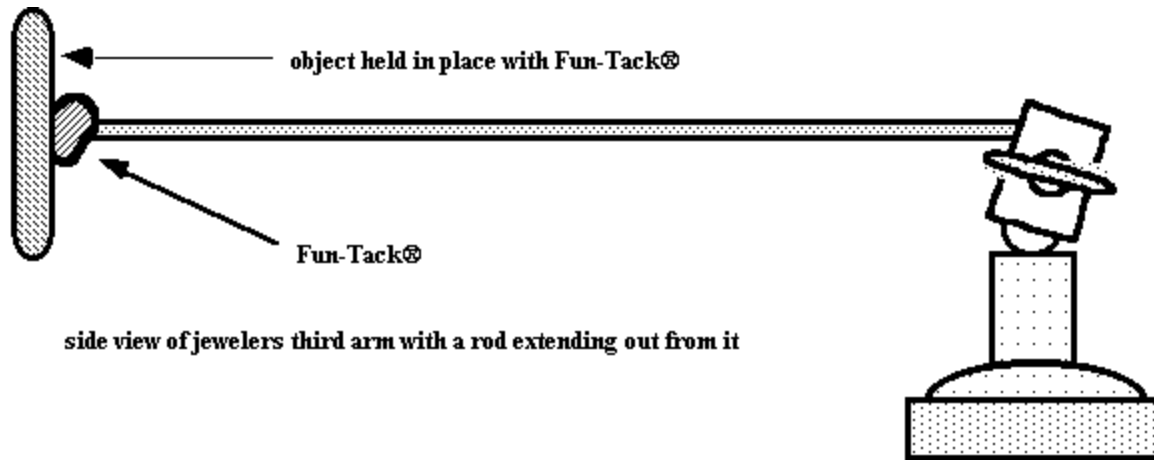 object held in place with Fun-Tack®
Fun-Tack®
side view of jewelers third arm with a rod extending out from it